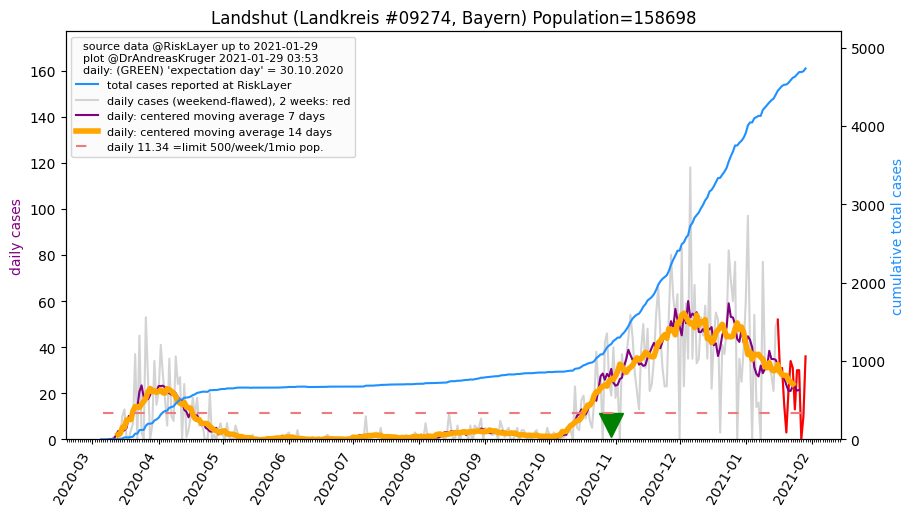 Landshut (Landkreis #09274, Bayern) Population=158698
source data @RiskLayer up to 2021-01-29
plot @DrAndreasKruger 2021-01-29 03:53
daily: (GREEN) 'expectation day' = 30.10.2020
total cases reported at RiskLayer
daily cases (weekend-flawed), 2 weeks: red
daily: centered moving average 7 days
daily: centered moving average 14 days
daily 11.34 =limit 500/week/1mio pop.
daily cases
160
140
120
100
80
60
40
20
0
cumulative total cases
5000
4000
3000
2000
1000
0
2020-03
2020-04
2020-05
2020-06
2020-07
2020-08
2020-09
2020-10
2020-11
2020-12
2021-01
2021-02